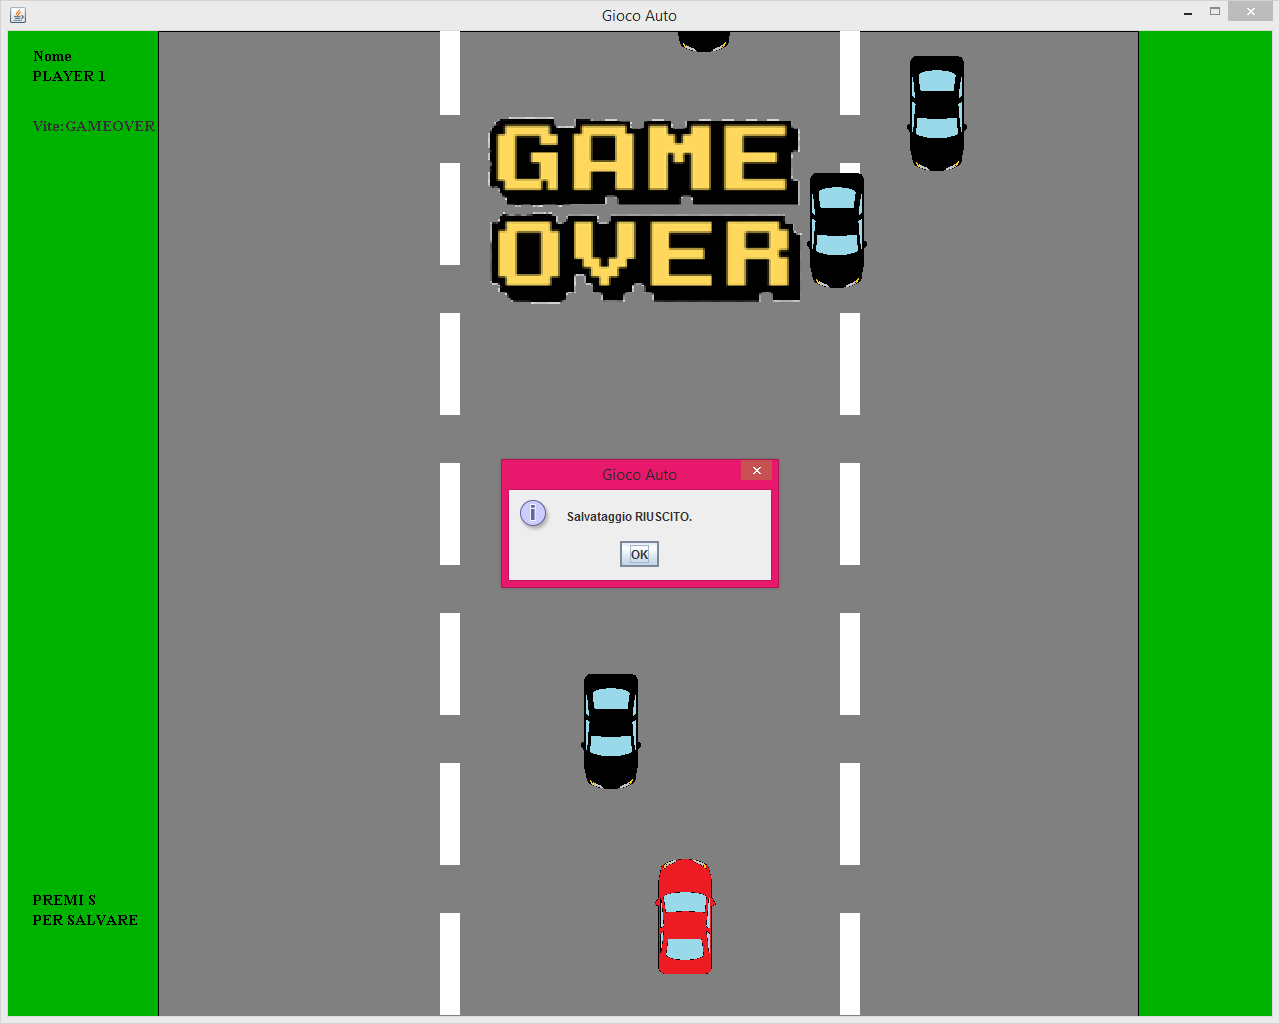 Gioco Auto
Nome
PLAYER 1
Vite:GAMEOVER
GAME
OVER
Gioco Auto
Salvataggio RIUSCITO.
OK
PREMI S
PER SALVARE